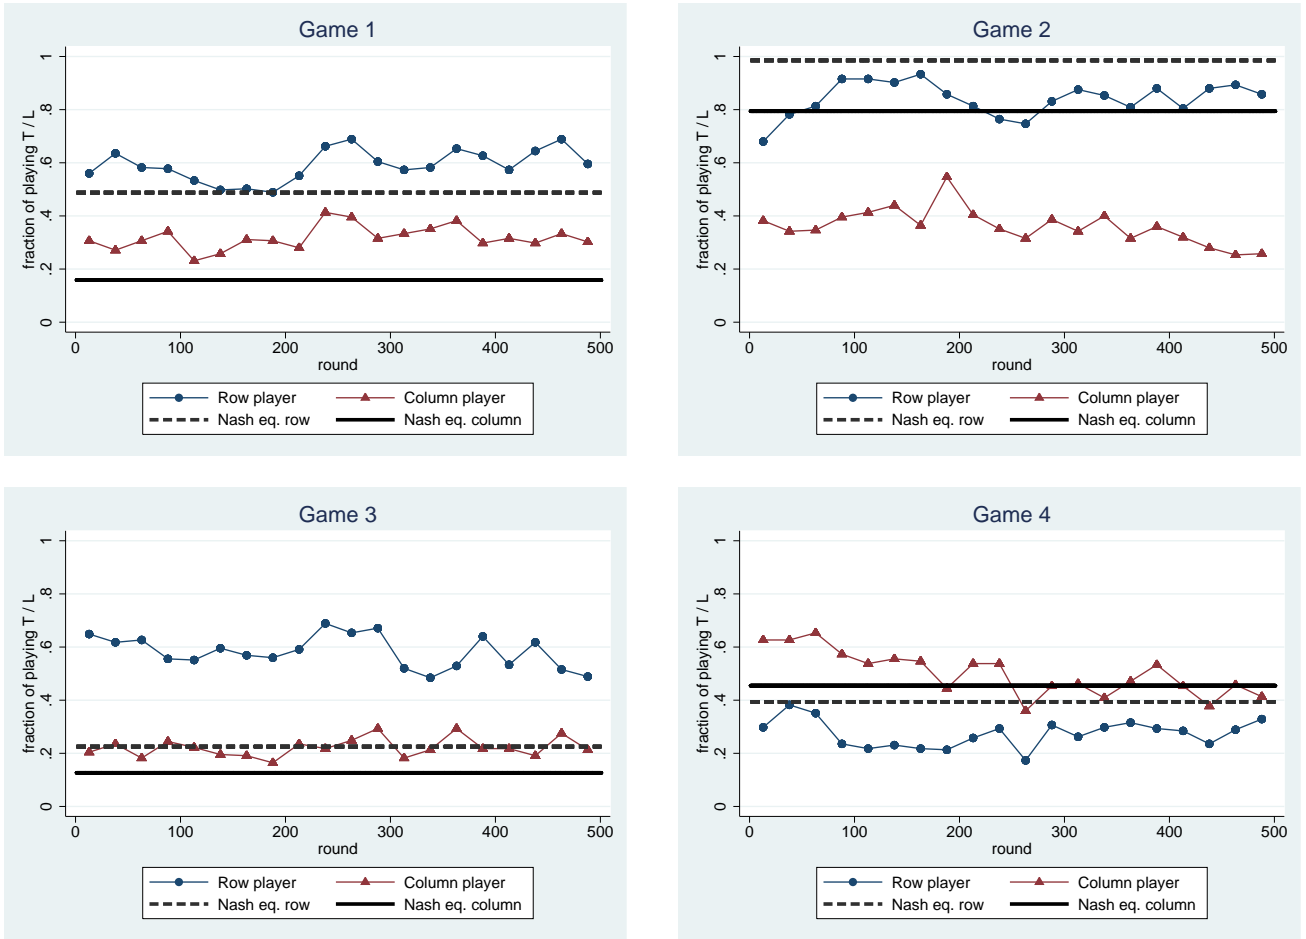 Game 1
fraction of playing T / L
0 .2 .4 .6 .8 1
0 100 200 300 400 500
round
Row player Column player
Nash eq. row Nash eq. column
Game 2
fraction of playing T / L
0 .2 .4 .6 .8 1
0 100 200 300 400 500
round
Row player Column player
Nash eq. row Nash eq. column
Game 3
fraction of playing T / L
0 .2 .4 .6 .8 1
0 100 200 300 400 500
round
Row player Column player
Nash eq. row Nash eq. column
Game 4
fraction of playing T / L
0 .2 .4 .6 .8 1
0 100 200 300 400 500
round
Row player Column player
Nash eq. row Nash eq. column